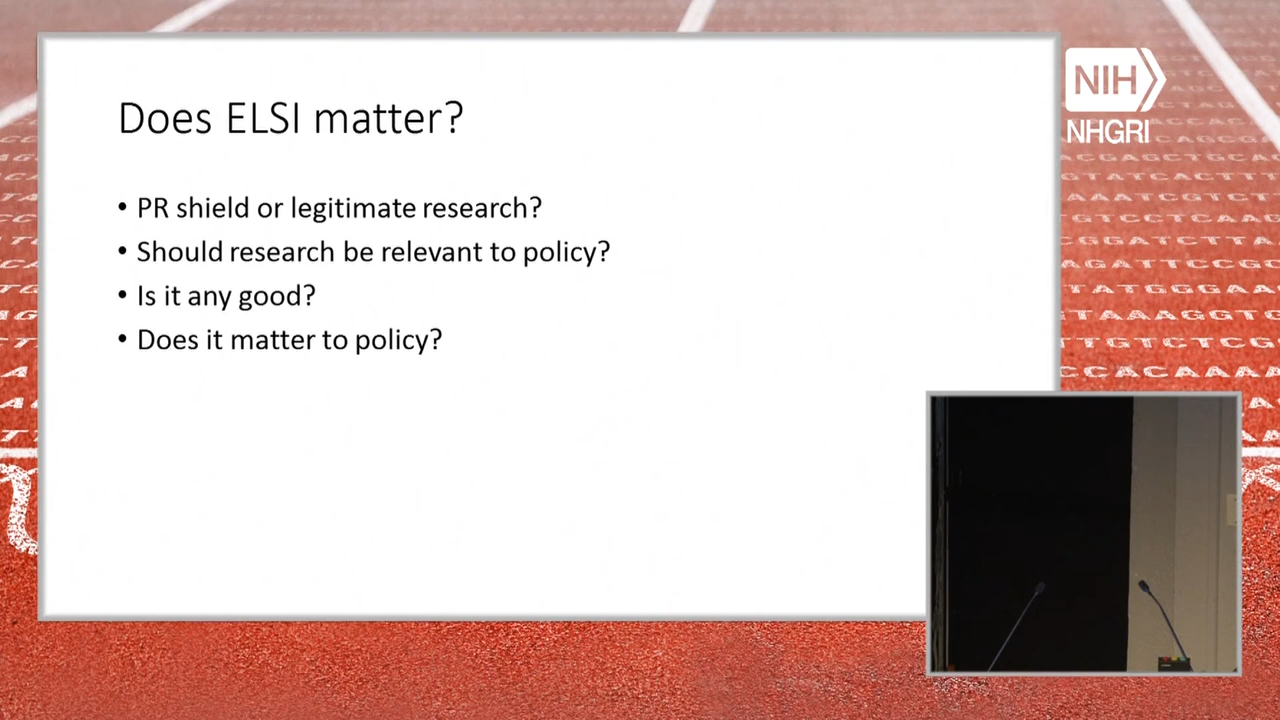 Does ELSI matter?
• PR shield or legitimate research?
• Should research be relevant to policy?
• Is it any good?
• Does it matter to policy?
NIH
NHGRI